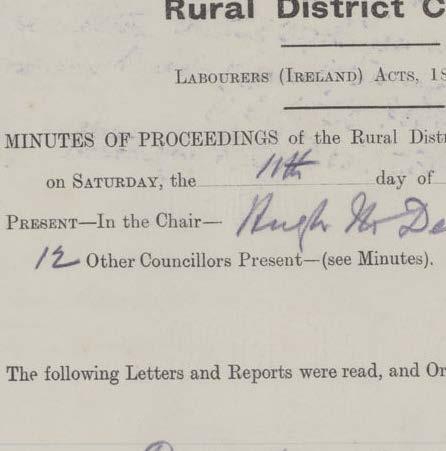 Rural District C
LABOURERS (IRELAND) ACTS, 18
MINUTES OF PROCEEDINGS of the Rural Distr
on SATURDAY, the 11th day of
PRESENT—In the Chair— Hugh
12 Other Councillors Present—(see Minutes).
The following Letters and Reports were read, and Or